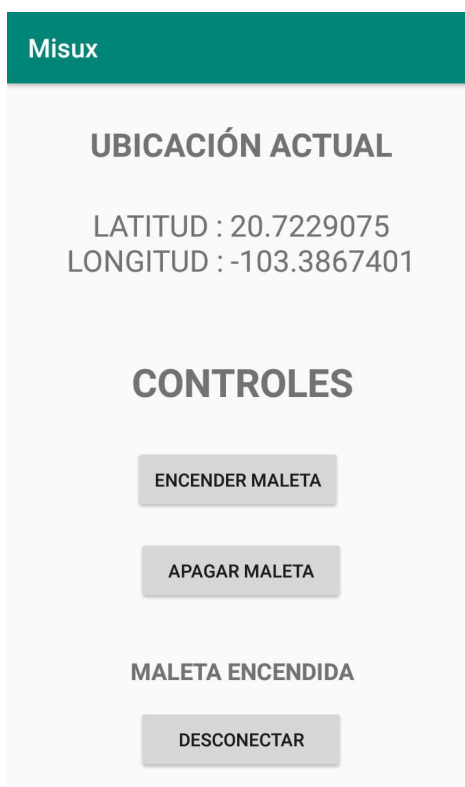 Misux
UBICACIÓN ACTUAL
LATITUD : 20.7229075
LONGITUD : -103.3867401
CONTROLES
ENCENDER MALETA
APAGAR MALETA
MALETA ENCENDIDA
DESCONECTAR